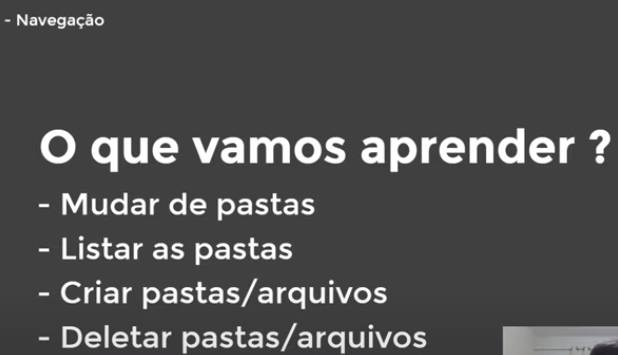 - Navegação
O que vamos aprender ?
- Mudar de pastas
- Listar as pastas
- Criar pastas/arquivos
- Deletar pastas/arquivos